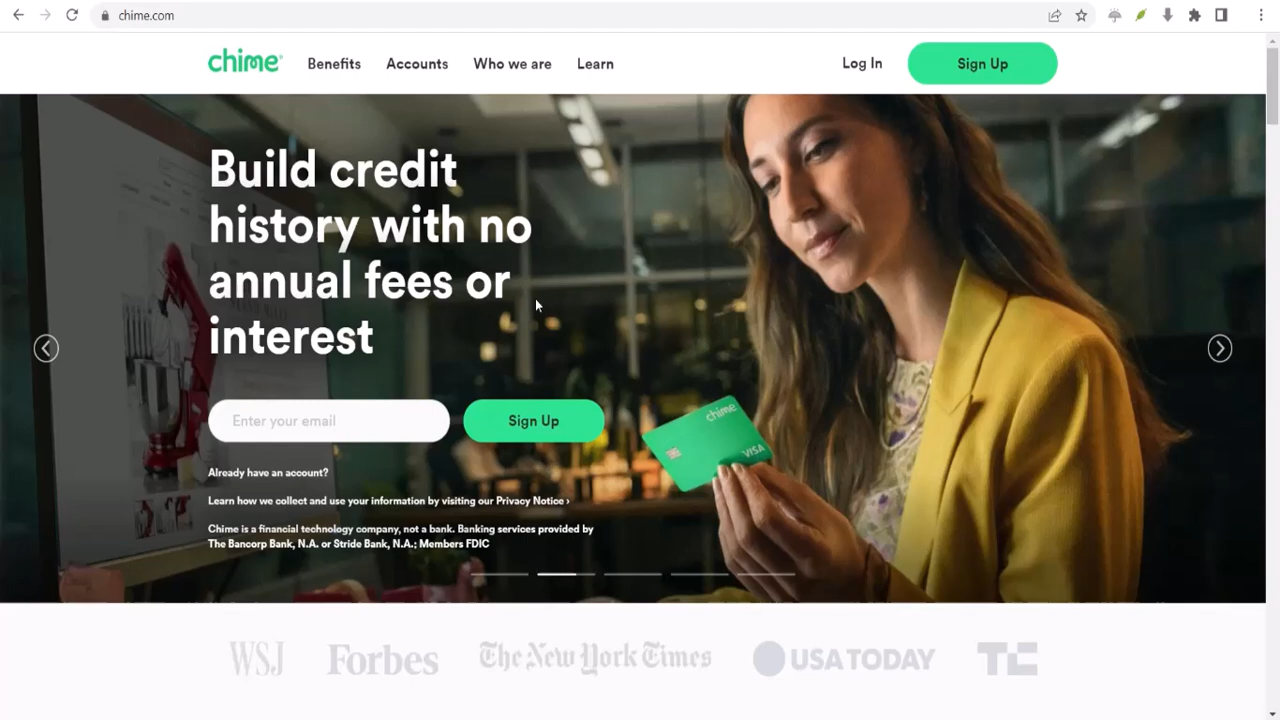 chime.com
chime
Benefits
Accounts
Who we are
Learn
Log In
Sign Up
Build credit
history with no
annual fees or
interest
Enter your email
Sign Up
Already have an account?
Learn how we collect and use your information by visiting our Privacy Notice ›
Chime is a financial technology company, not a bank. Banking services provided by
The Bancorp Bank, N.A. or Stride Bank, N.A.; Members FDIC
chime
VISA
WSJ
Forbes
The New York Times
USA TODAY
TC